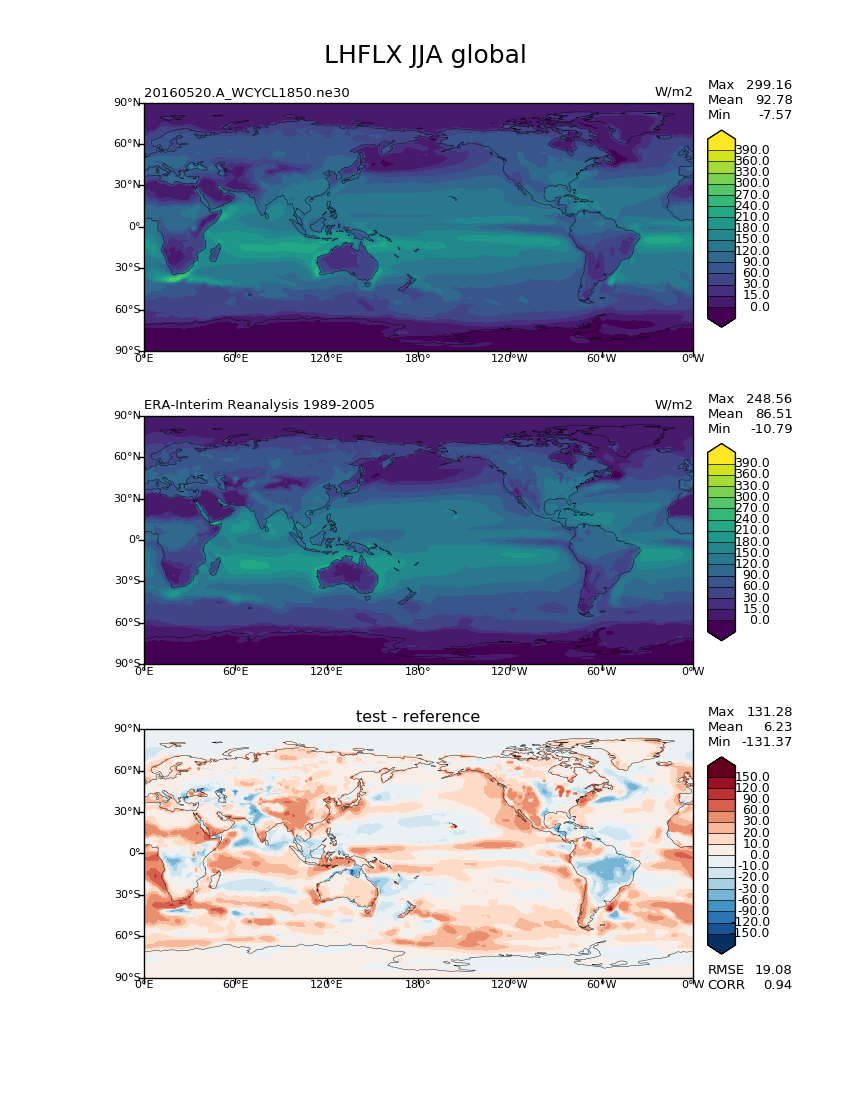 LHFLX JJA global
20160520.A_WCYCL1850.ne30 W/m2
Max 299.16
Mean 92.78
Min -7.57
90°N
60°N
30°N
0°
30°S
60°S
90°S
0°E 60°E 120°E 180° 120°W 60°W 0°W
390.0
360.0
330.0
300.0
270.0
240.0
210.0
180.0
150.0
120.0
90.0
60.0
30.0
15.0
0.0
ERA-Interim Reanalysis 1989-2005 W/m2
Max 248.56
Mean 86.51
Min -10.79
90°N
60°N
30°N
0°
30°S
60°S
90°S
0°E 60°E 120°E 180° 120°W 60°W 0°W
390.0
360.0
330.0
300.0
270.0
240.0
210.0
180.0
150.0
120.0
90.0
60.0
30.0
15.0
0.0
test - reference
Max 131.28
Mean 6.23
Min -131.37
90°N
60°N
30°N
0°
30°S
60°S
90°S
0°E 60°E 120°E 180° 120°W 60°W 0°W
150.0
120.0
90.0
60.0
30.0
20.0
10.0
0.0
-10.0
-20.0
-30.0
-60.0
-90.0
-120.0
-150.0
RMSE 19.08
CORR 0.94